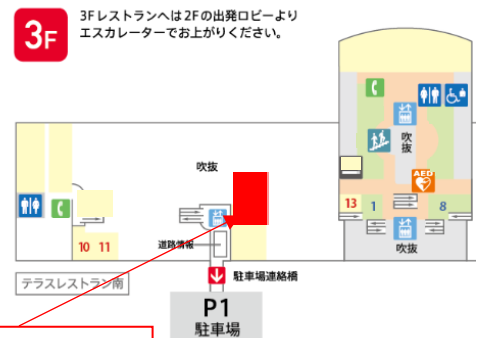 3F
3Fレストランへは2Fの出発ロビーより
エスカレーターでお上がりください。
吹抜
吹抜
AED
13 1 8
吹抜
10 11
道路情報
テラスレストラン南
駐車場連絡橋
P1
駐車場